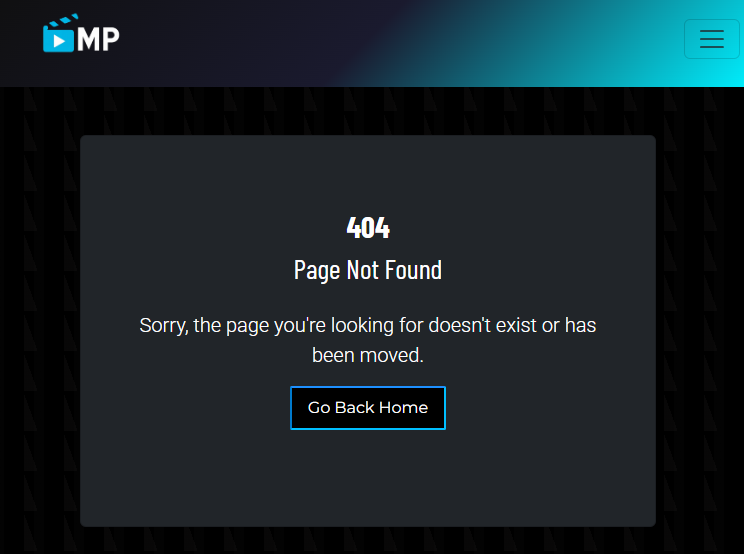 MP
404
Page Not Found
Sorry, the page you're looking for doesn't exist or has
been moved.
Go Back Home